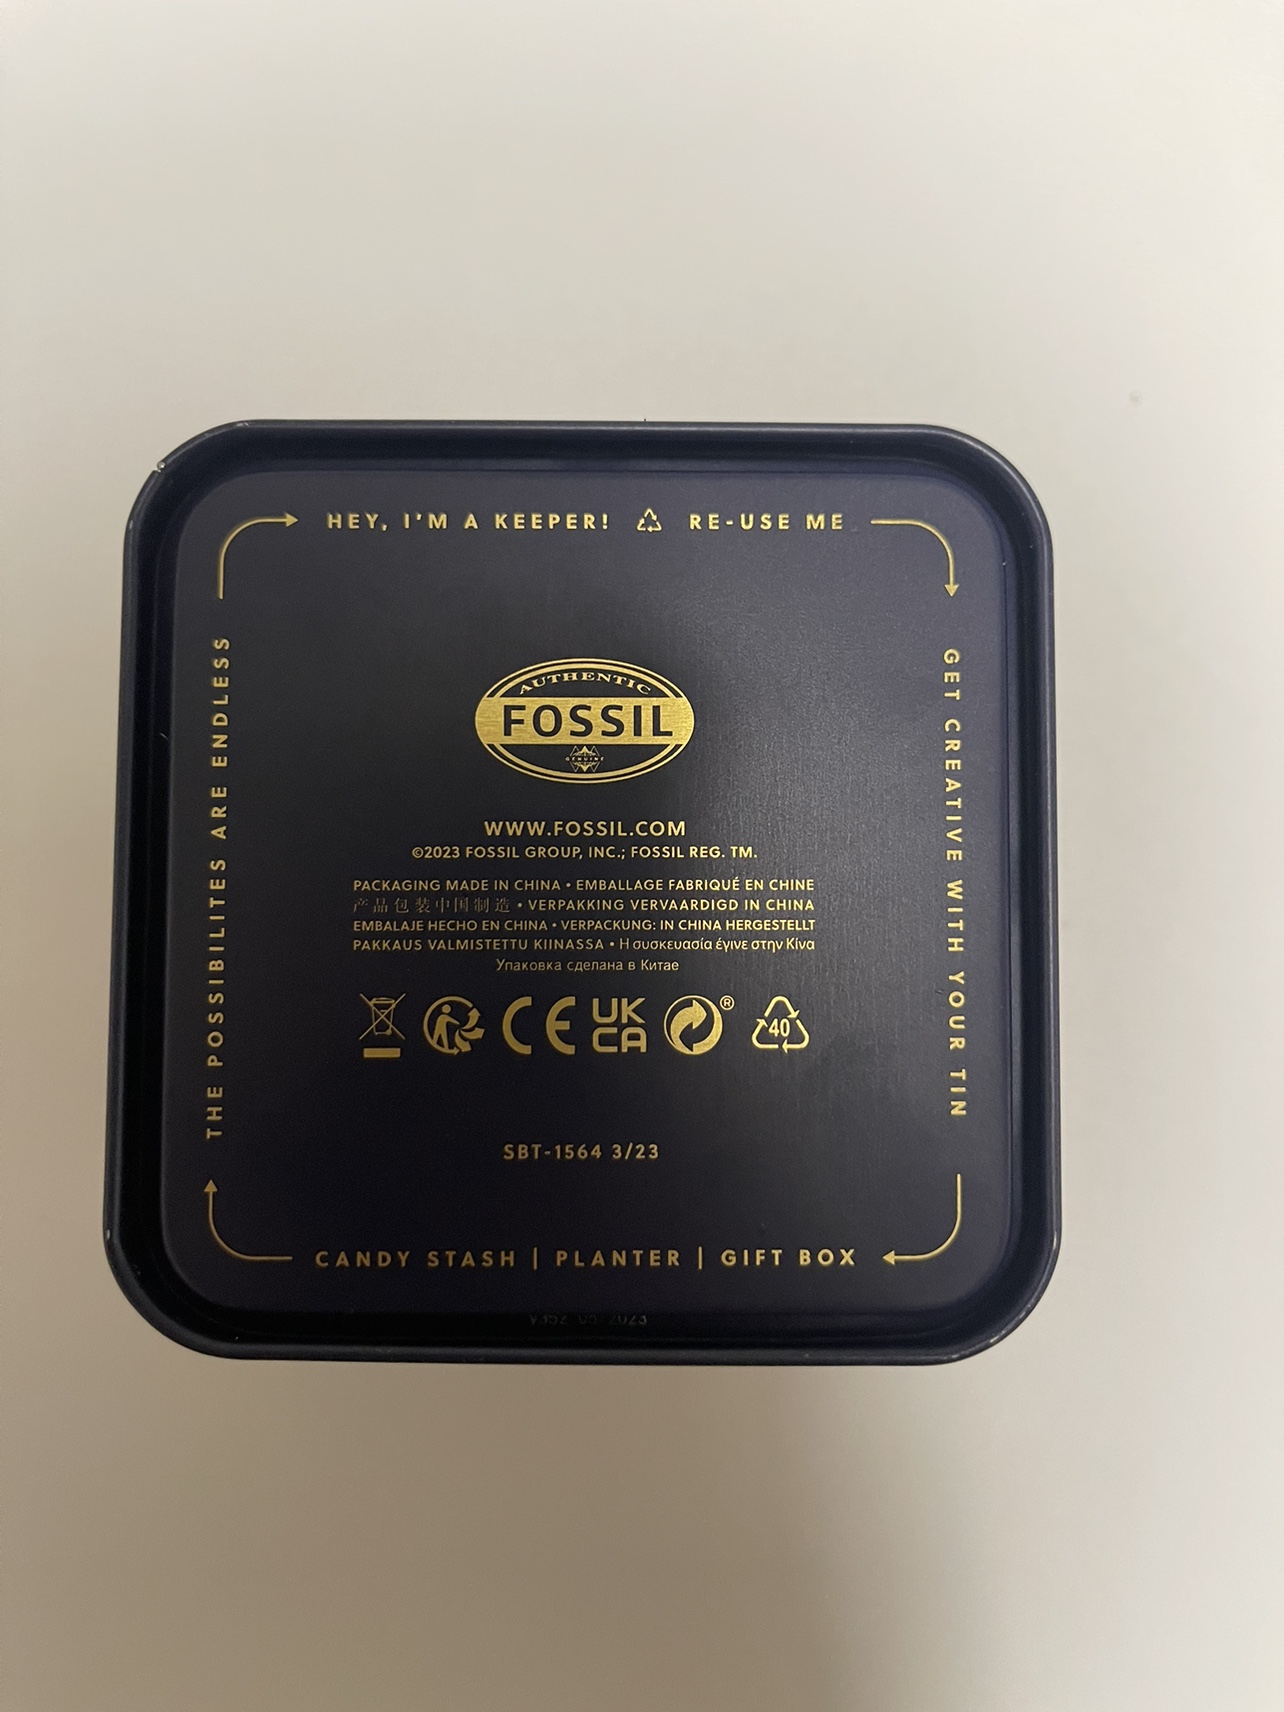 HEY, I'M A KEEPER! RE-USE ME
GET CREATIVE WITH YOUR TIN
CANDY STASH | PLANTER | GIFT BOX
THE POSSIBILITES ARE ENDLESS
AUTHENTIC
FOSSIL
GENUINE
WWW.FOSSIL.COM
©2023 FOSSIL GROUP, INC.; FOSSIL REG. TM.
PACKAGING MADE IN CHINA • EMBALLAGE FABRIQUÉ EN CHINE
产品包装中国制造 • VERPAKKING VERVAARDIGD IN CHINA
EMBALAJE HECHO EN CHINA • VERPACKUNG: IN CHINA HERGESTELLT
PAKKAUS VALMISTETTU KIINASSA • Η συσκευασία έγινε στην Κίνα
Упаковка сделана в Китае
CE UK CA ® 40
SBT-1564 3/23
V352 05-2023